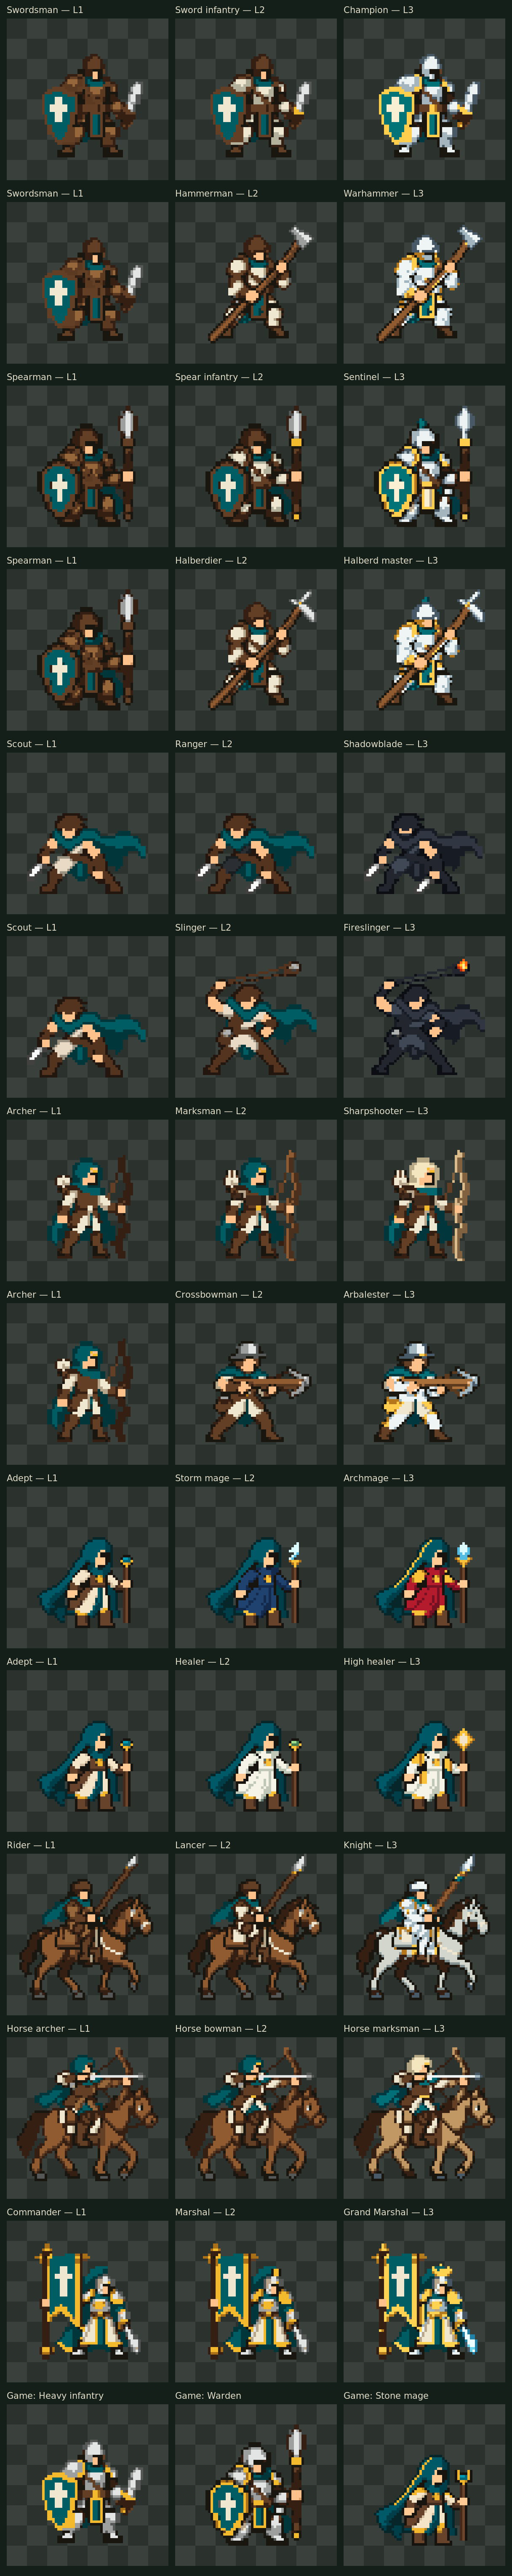 Swordsman — L1
Sword infantry — L2
Champion — L3
Swordsman — L1
Hammerman — L2
Warhammer — L3
Spearman — L1
Spear infantry — L2
Sentinel — L3
Spearman — L1
Halberdier — L2
Halberd master — L3
Scout — L1
Ranger — L2
Shadowblade — L3
Scout — L1
Slinger — L2
Fireslinger — L3
Archer — L1
Marksman — L2
Sharpshooter — L3
Archer — L1
Crossbowman — L2
Arbalester — L3
Adept — L1
Storm mage — L2
Archmage — L3
Adept — L1
Healer — L2
High healer — L3
Rider — L1
Lancer — L2
Knight — L3
Horse archer — L1
Horse bowman — L2
Horse marksman — L3
Commander — L1
Marshal — L2
Grand Marshal — L3
Game: Heavy infantry
Game: Warden
Game: Stone mage